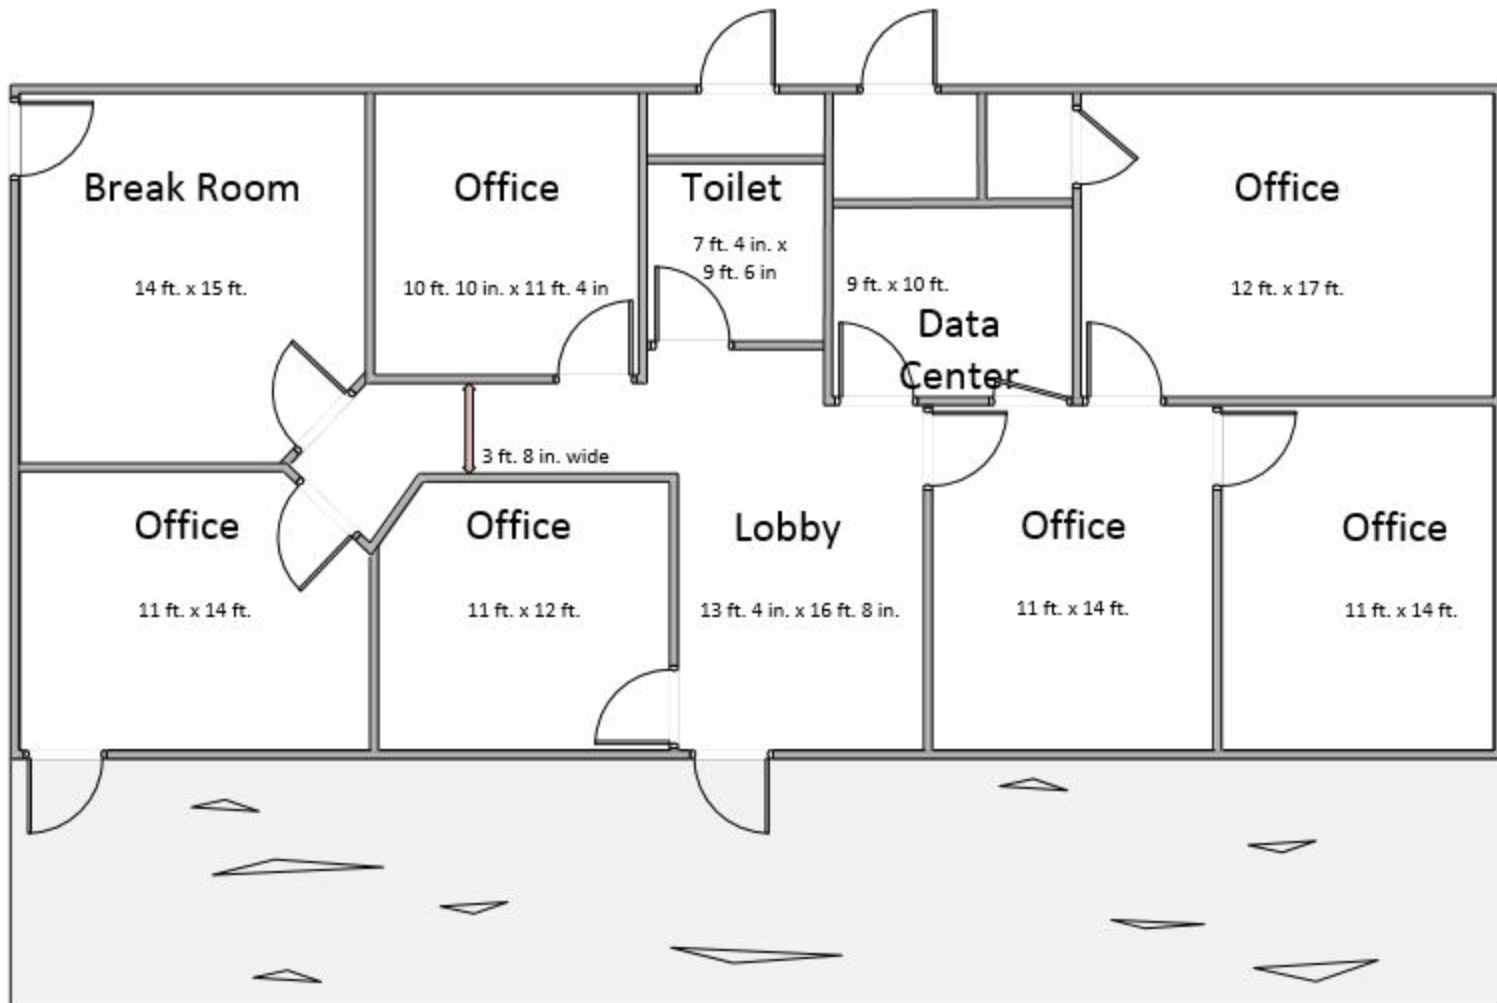 Break Room
14 ft. x 15 ft.
Office
10 ft. 10 in. x 11 ft. 4 in
Toilet
7 ft. 4 in. x
9 ft. 6 in
9 ft. x 10 ft.
Data
Center
Office
12 ft. x 17 ft.
3 ft. 8 in. wide
Office
11 ft. x 14 ft.
Office
11 ft. x 12 ft.
Lobby
13 ft. 4 in. x 16 ft. 8 in.
Office
11 ft. x 14 ft.
Office
11 ft. x 14 ft.